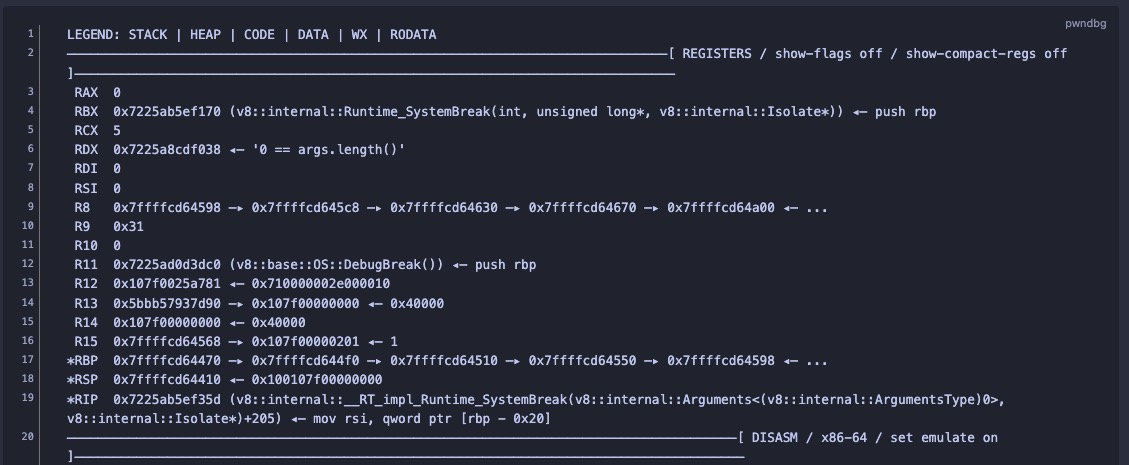 pwndbg
1 LEGEND: STACK | HEAP | CODE | DATA | WX | RODATA
2 ──────────────────────────────────────────────────────────────────────────────[ REGISTERS / show-flags off / show-compact-regs off
]──────────────────────────────────────────────────────────────────────────────
3 RAX 0
4 RBX 0x7225ab5ef170 (v8::internal::Runtime_SystemBreak(int, unsigned long*, v8::internal::Isolate*)) ◂— push rbp
5 RCX 5
6 RDX 0x7225a8cdf038 ◂— '0 == args.length()'
7 RDI 0
8 RSI 0
9 R8 0x7ffffcd64598 —▸ 0x7ffffcd645c8 —▸ 0x7ffffcd64630 —▸ 0x7ffffcd64670 —▸ 0x7ffffcd64a00 ◂— ...
10 R9 0x31
11 R10 0
12 R11 0x7225ad0d3dc0 (v8::base::OS::DebugBreak()) ◂— push rbp
13 R12 0x107f0025a781 ◂— 0x710000002e000010
14 R13 0x5bbb57937d90 —▸ 0x107f00000000 ◂— 0x40000
15 R14 0x107f00000000 ◂— 0x40000
16 R15 0x7ffffcd64568 —▸ 0x107f00000201 ◂— 1
17 *RBP 0x7ffffcd64470 —▸ 0x7ffffcd644f0 —▸ 0x7ffffcd64510 —▸ 0x7ffffcd64550 —▸ 0x7ffffcd64598 ◂— ...
18 *RSP 0x7ffffcd64410 ◂— 0x100107f00000000
19 *RIP 0x7225ab5ef35d (v8::internal::__RT_impl_Runtime_SystemBreak(v8::internal::Arguments<(v8::internal::ArgumentsType)0>,
v8::internal::Isolate*)+205) ◂— mov rsi, qword ptr [rbp - 0x20]
20 ───────────────────────────────────────────────────────────────────────────────────────[ DISASM / x86-64 / set emulate on
]───────────────────────────────────────────────────────────────────────────────────────